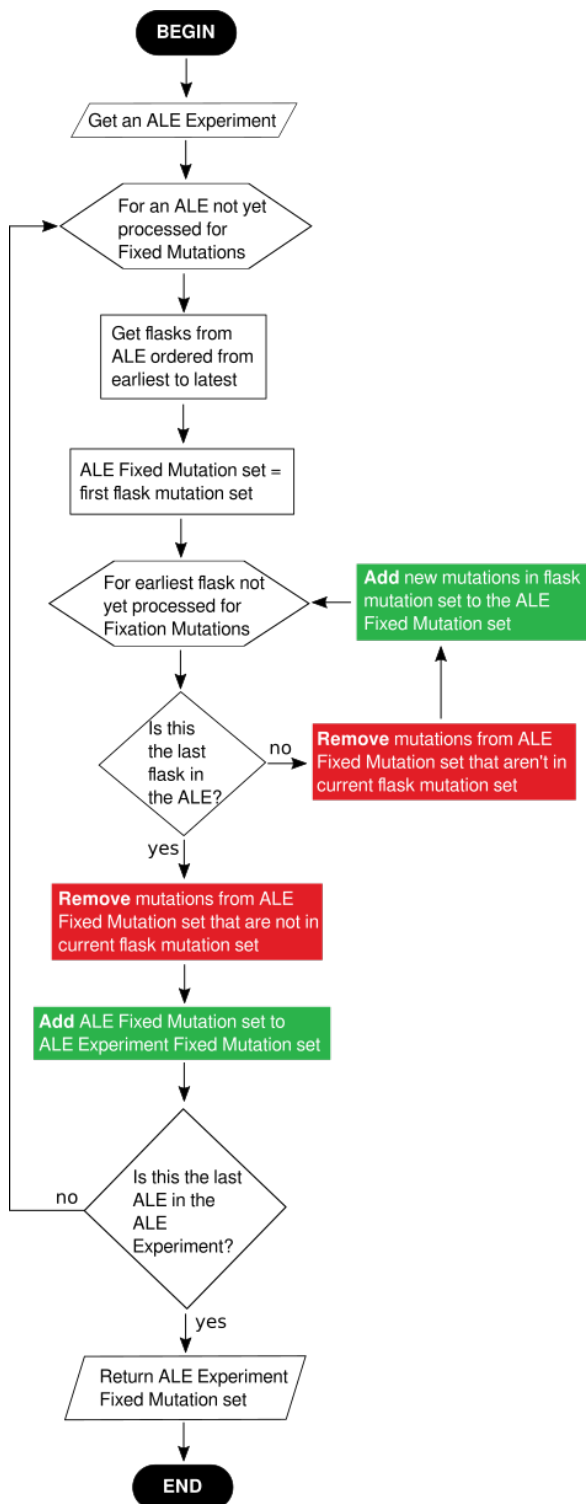 BEGIN
Get an ALE Experiment
For an ALE not yet
processed for
Fixed Mutations
Get flasks from
ALE ordered from
earliest to latest
ALE Fixed Mutation set =
first flask mutation set
For earliest flask not
yet processed for
Fixation Mutations
Add new mutations in flask
mutation set to the ALE
Fixed Mutation set
Is this
the last
flask in
the ALE?
no
Remove mutations from ALE
Fixed Mutation set that aren't in
current flask mutation set
yes
Remove mutations from ALE
Fixed Mutation set that are not in
current flask mutation set
Add ALE Fixed Mutation set to
ALE Experiment Fixed Mutation set
Is this the last
ALE in the
ALE
Experiment?
no
yes
Return ALE Experiment
Fixed Mutation set
END